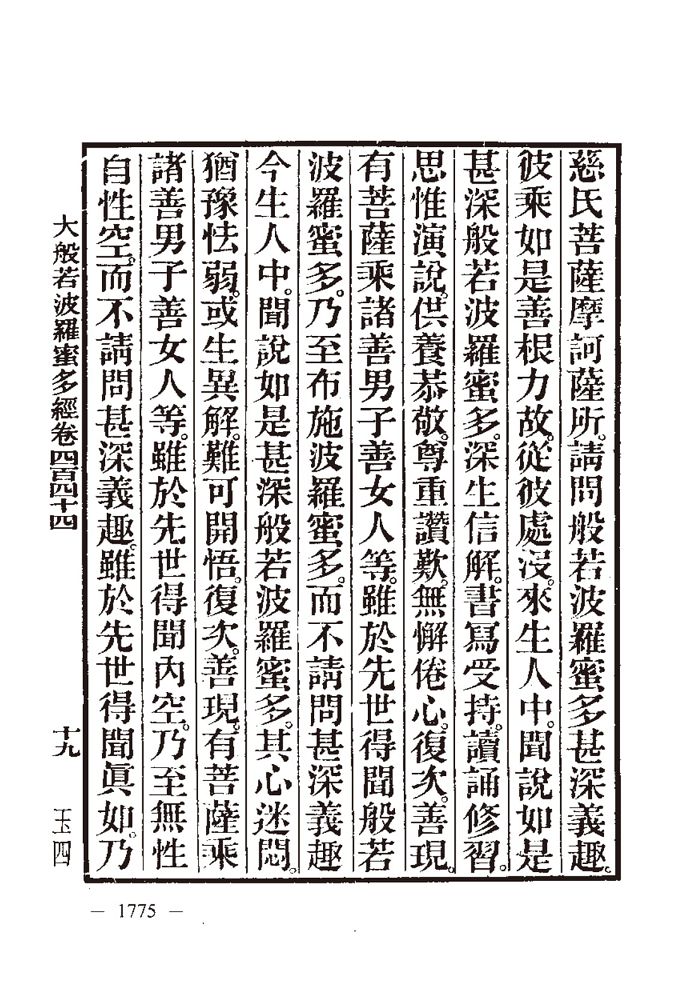 慈氏菩薩摩訶薩所。請問般若波羅蜜多甚深義趣。
彼乘如是善根力故。從彼處沒。來生人中。聞說如是
甚深般若波羅蜜多。深生信解。書寫受持。讀誦修習。
思惟演說。供養恭敬。尊重讚歎。無懈倦心。復次。善現。
有菩薩乘諸善男子善女人等。雖於先世得聞般若
波羅蜜多。乃至布施波羅蜜多。而不請問甚深義趣
今生人中。聞說如是甚深般若波羅蜜多。其心迷悶。
猶豫怯弱。或生異解。難可開悟。復次。善現。有菩薩乘
諸善男子善女人等。雖於先世得聞內空。乃至無性
自性空。而不請問甚深義趣。雖於先世得聞眞如。乃
大般若波羅蜜多經卷四百四十四 十九 玉四
— 1775 —